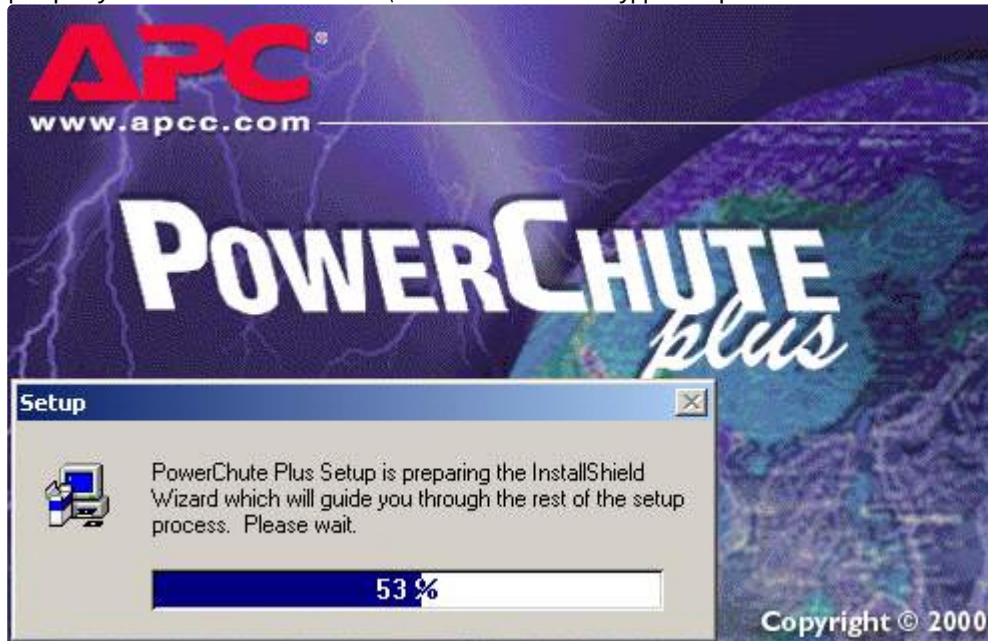 APC®
www.apcc.com
POWERCHUTE
plus
Setup
PowerChute Plus Setup is preparing the InstallShield
Wizard which will guide you through the rest of the setup
process. Please wait.
53 %
Copyright © 2000